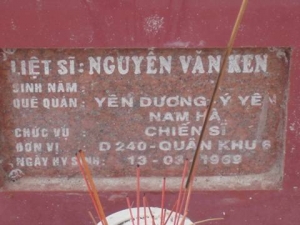 LIỆT SĨ: NGUYỄN VĂN KEN
SINH NĂM :
QUÊ QUÁN : YÊN DƯƠNG-Ý YÊN
NAM HÀ
CHỨC VỤ : CHIẾN SĨ
ĐƠN VỊ : D 240-QUÂN KHU 6
NGÀY HY SINH: 13-03-1969